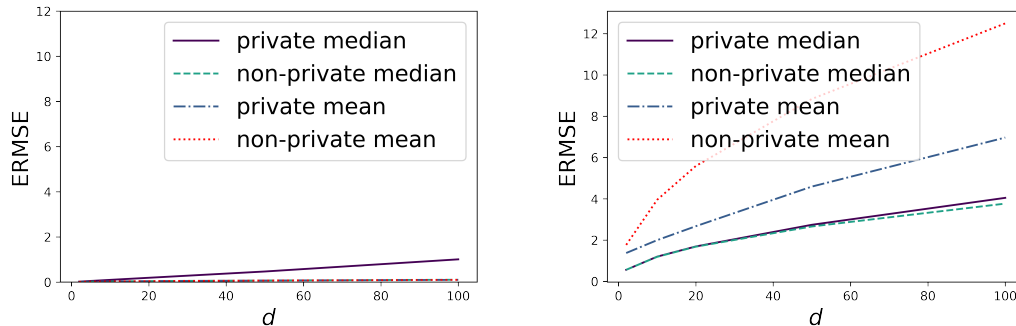 12
10
8
6
4
2
0
ERMSE
0 20 40 60 80 100
d
private median
non-private median
private mean
non-private mean
12
10
8
6
4
2
0
ERMSE
0 20 40 60 80 100
d
private median
non-private median
private mean
non-private mean